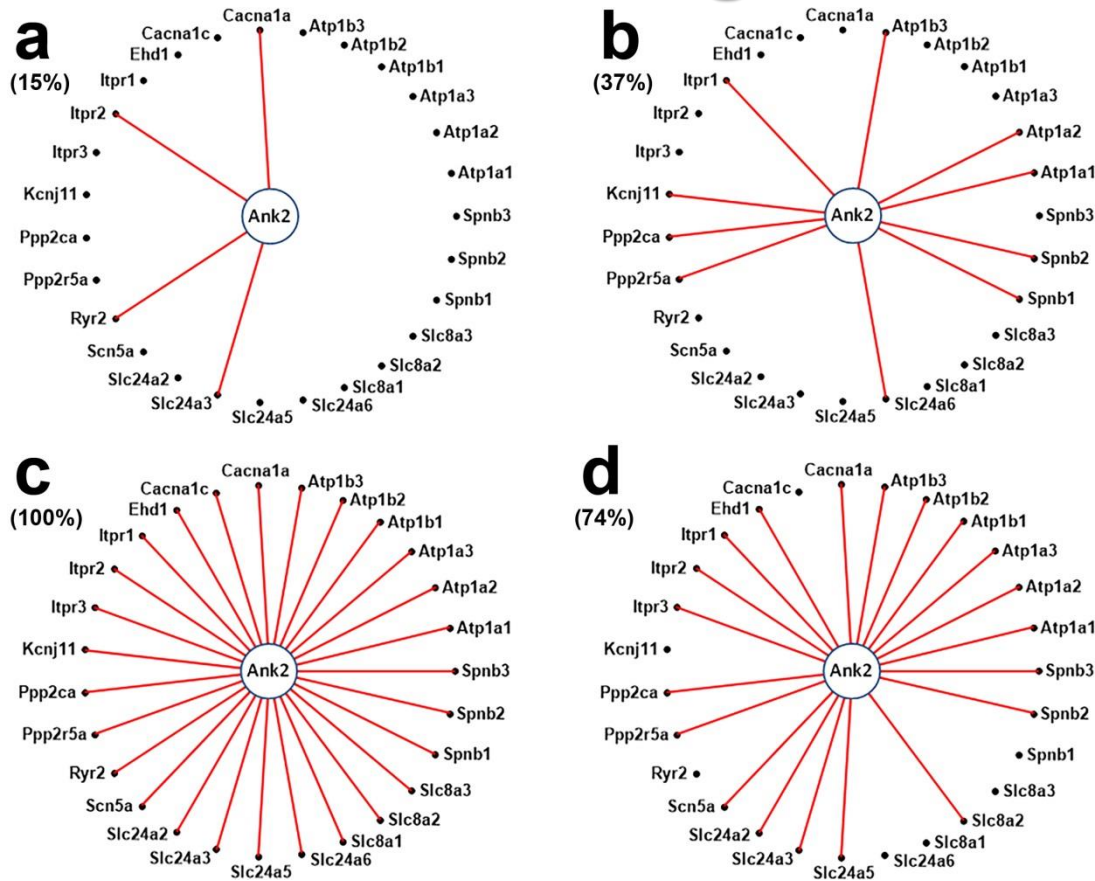 a
(15%)
Cacna1a
Atp1b3
Cacna1c
Atp1b2
Ehd1
Atp1b1
Itpr1
Atp1a3
Itpr2
Atp1a2
Itpr3
Atp1a1
Kcnj11
Ank2
Spnb3
Ppp2ca
Spnb2
Ppp2r5a
Spnb1
Ryr2
Slc8a3
Scn5a
Slc8a2
Slc24a2
Slc8a1
Slc24a3
Slc24a6
Slc24a5
b
(37%)
Cacna1a
Atp1b3
Cacna1c
Atp1b2
Ehd1
Atp1b1
Itpr1
Atp1a3
Itpr2
Atp1a2
Itpr3
Atp1a1
Kcnj11
Ank2
Spnb3
Ppp2ca
Spnb2
Ppp2r5a
Spnb1
Ryr2
Slc8a3
Scn5a
Slc8a2
Slc24a2
Slc8a1
Slc24a3
Slc24a6
Slc24a5
c
(100%)
Cacna1a
Atp1b3
Cacna1c
Atp1b2
Ehd1
Atp1b1
Itpr1
Atp1a3
Itpr2
Atp1a2
Itpr3
Atp1a1
Kcnj11
Ank2
Spnb3
Ppp2ca
Spnb2
Ppp2r5a
Spnb1
Ryr2
Slc8a3
Scn5a
Slc8a2
Slc24a2
Slc8a1
Slc24a3
Slc24a6
Slc24a5
d
(74%)
Cacna1a
Atp1b3
Cacna1c
Atp1b2
Ehd1
Atp1b1
Itpr1
Atp1a3
Itpr2
Atp1a2
Itpr3
Atp1a1
Kcnj11
Ank2
Spnb3
Ppp2ca
Spnb2
Ppp2r5a
Spnb1
Ryr2
Slc8a3
Scn5a
Slc8a2
Slc24a2
Slc8a1
Slc24a3
Slc24a6
Slc24a5